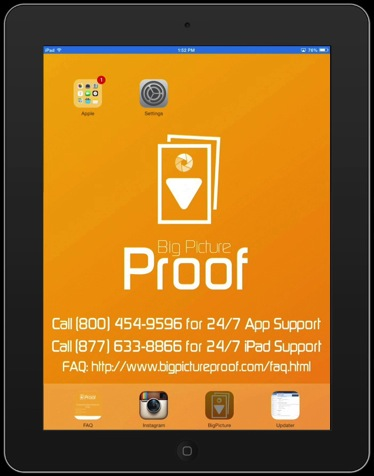 iPad 1:52 PM 76%
1
Apple Settings
Big Picture
Proof
Call (800) 454-9596 for 24/7 App Support
Call (877) 633-8866 for 24/7 iPad Support
FAQ: http://www.bigpictureproof.com/faq.html
Proof
FAQ Instagram BigPicture Updater